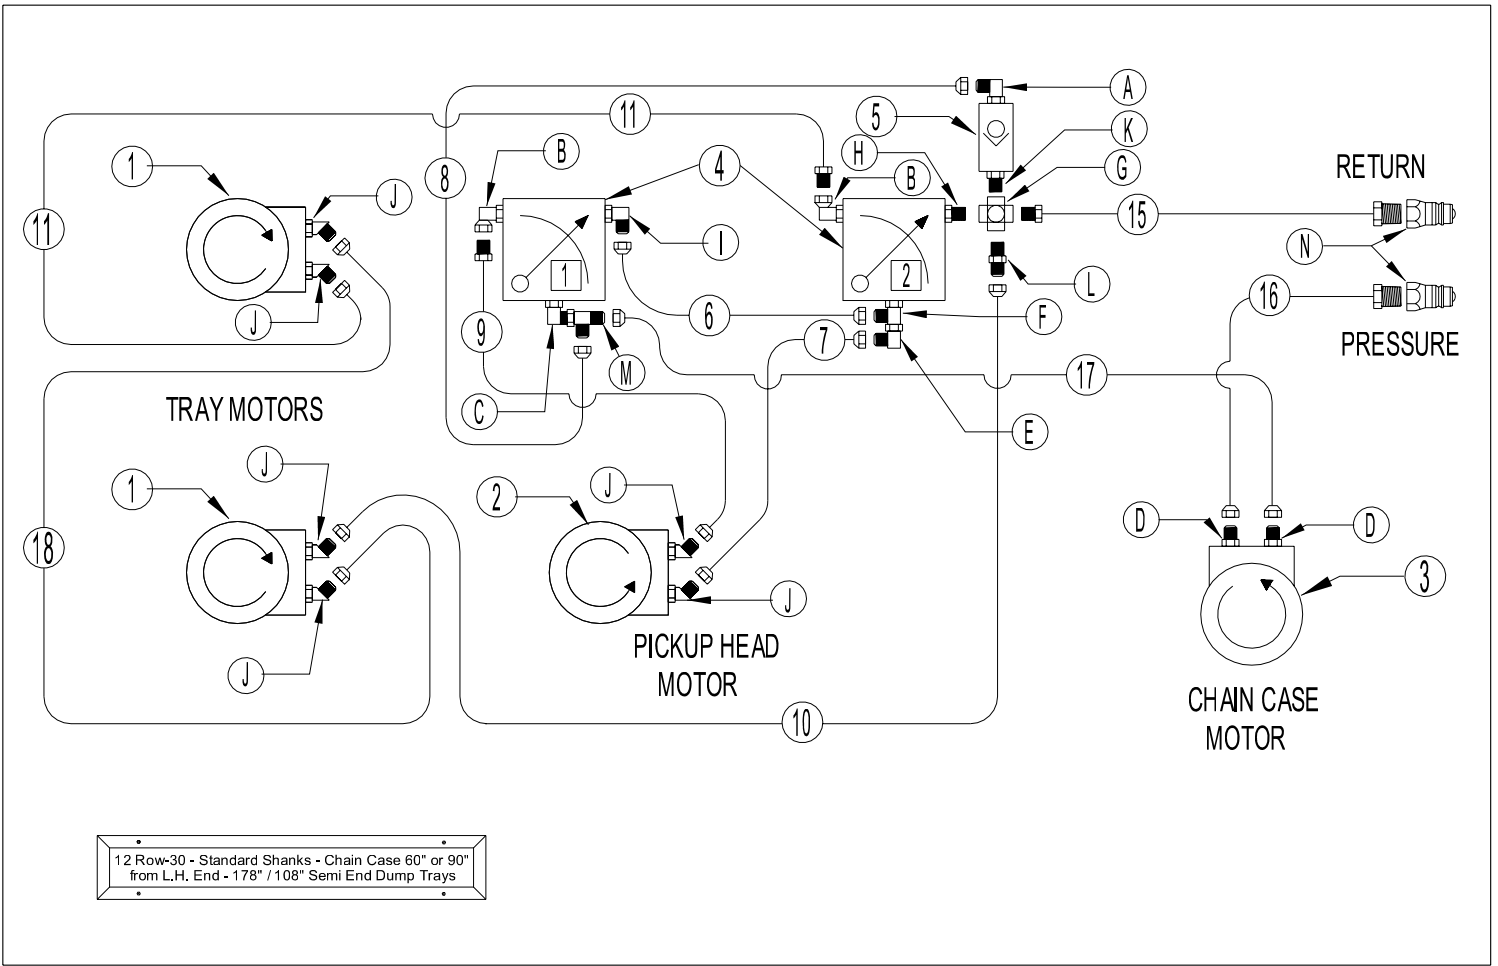 A
11
5
K
B
H
4
1
8
B
G
RETURN
J
11
15
I
N
1
2
L
16
J
9
6
7
F
PRESSURE
M
17
TRAY MOTORS
C
E
J
1
2
J
D
D
18
3
J
J
PICKUP HEAD
MOTOR
CHAIN CASE
MOTOR
10
12 Row-30 - Standard Shanks - Chain Case 60" or 90"
from L.H. End - 178" / 108" Semi End Dump Trays